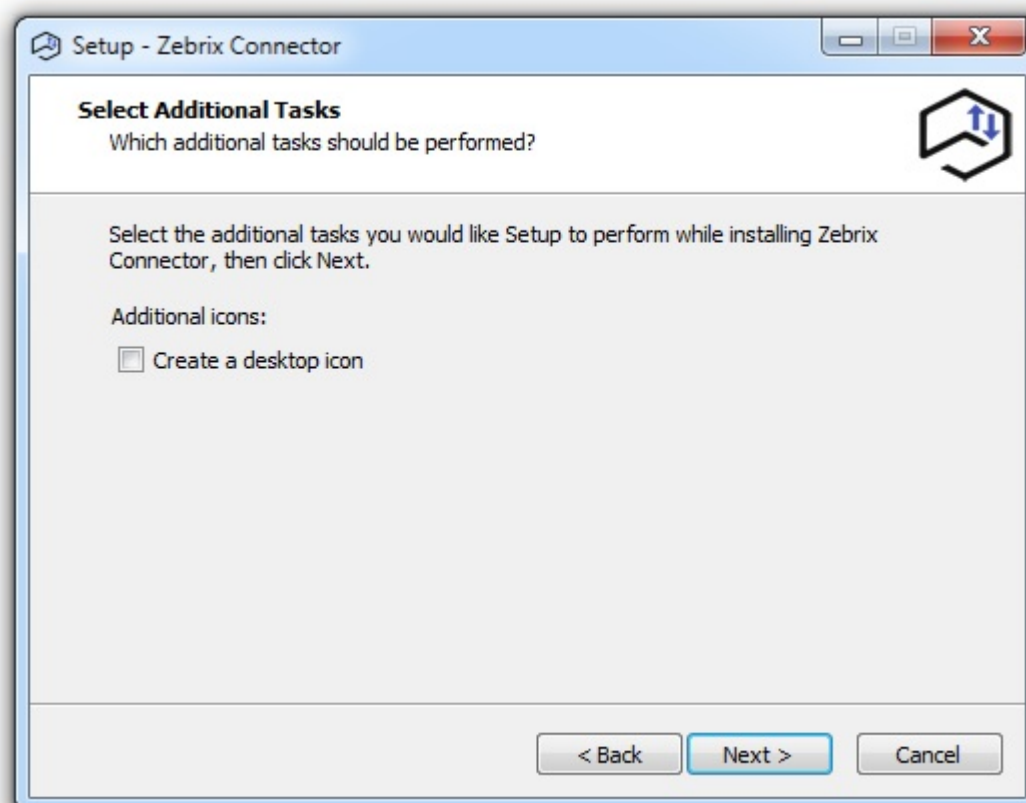 Setup - Zebrix Connector
Select Additional Tasks
Which additional tasks should be performed?
Select the additional tasks you would like Setup to perform while installing Zebrix
Connector, then click Next.
Additional icons:
Create a desktop icon
< Back Next > Cancel